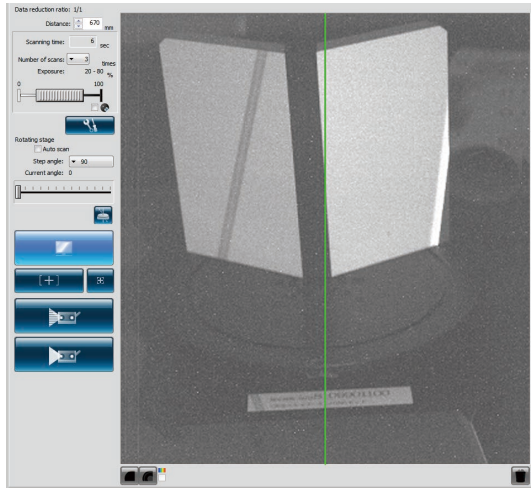 Data reduction ratio: 1/1
Distance: 670 mm
Scanning time: 6 sec
Number of scans: 3 times
Exposure: 20 - 80 %
0 100
Rotating stage
Auto scan
Step angle: 90
Current angle: 0